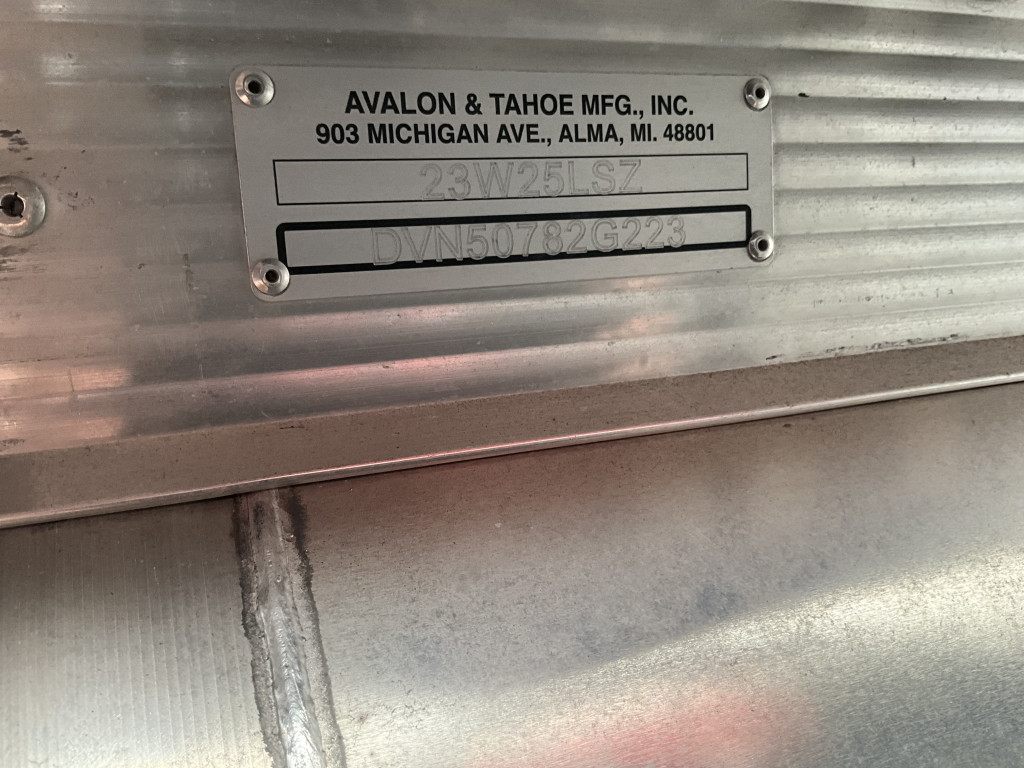 AVALON & TAHOE MFG., INC.
903 MICHIGAN AVE., ALMA, MI. 48801
23W25LSZ
DVN50782G223